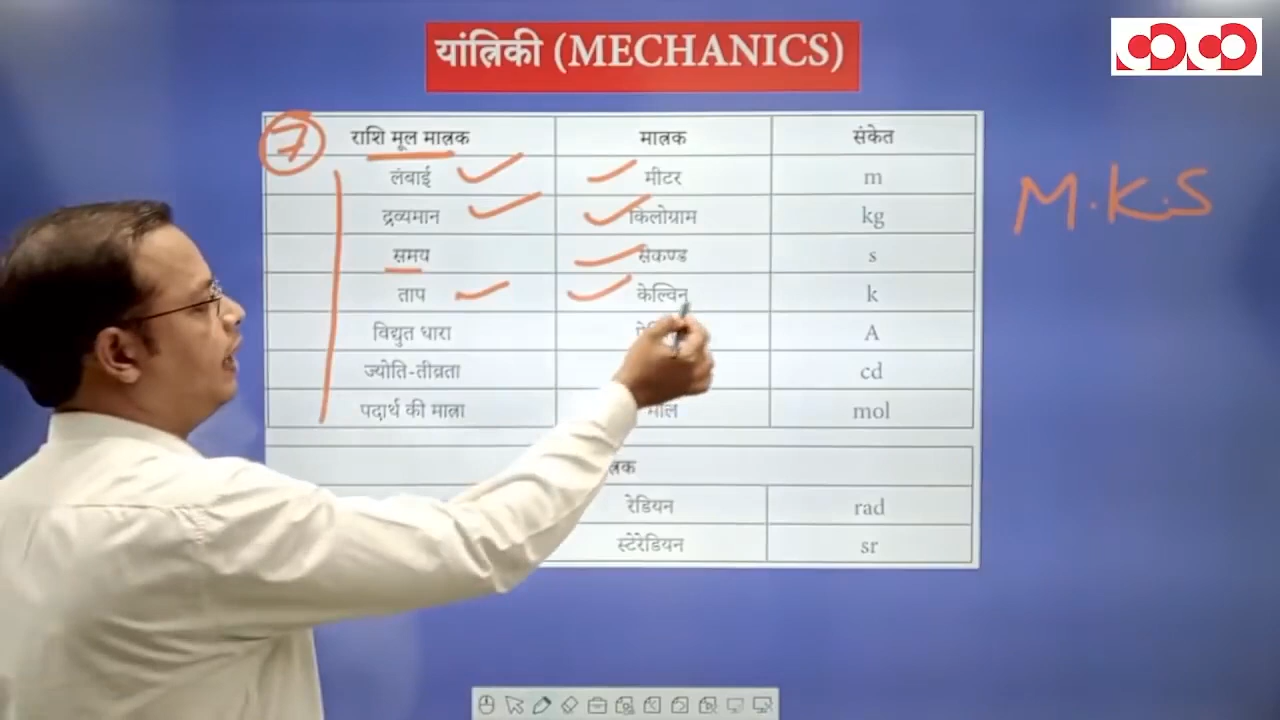 यांत्रिकी (MECHANICS)
7 राशि मूल मात्रक मात्रक संकेत
लंबाई मीटर m
द्रव्यमान किलोग्राम kg
समय सेकण्ड s
ताप केल्विन k
विद्युत धारा A
ज्योति-तीव्रता cd
पदार्थ की मात्रा मोल mol
M.K.S
रेडियन rad
स्टेरेडियन sr